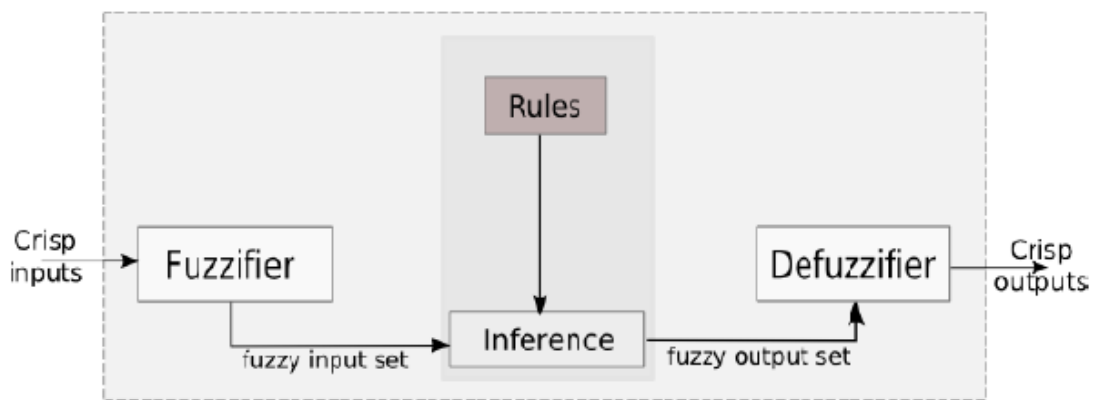 Rules
Crisp
inputs
Fuzzifier
Defuzzifier
Crisp
outputs
Inference
fuzzy input set
fuzzy output set